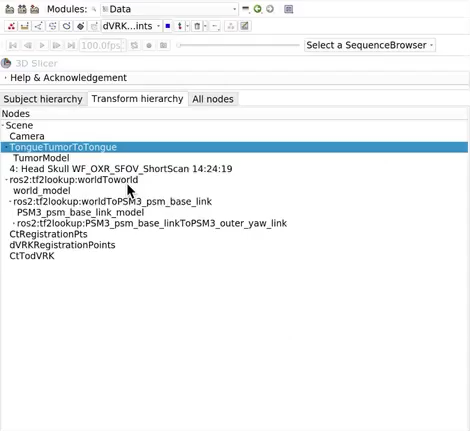 Modules: Data
dVRK...ints
100.0fps
Select a SequenceBrowser
3D Slicer
Help & Acknowledgement
Subject hierarchy Transform hierarchy All nodes
Nodes
Scene
Camera
TongueTumorToTongue
TumorModel
4: Head Skull WF_OXR_SFOV_ShortScan 14:24:19
ros2:tf2lookup:worldToworld
world_model
ros2:tf2lookup:worldToPSM3_psm_base_link
PSM3_psm_base_link_model
ros2:tf2lookup:PSM3_psm_base_linkToPSM3_outer_yaw_link
CtRegistrationPts
dVRKRegistrationPoints
CtTodVRK